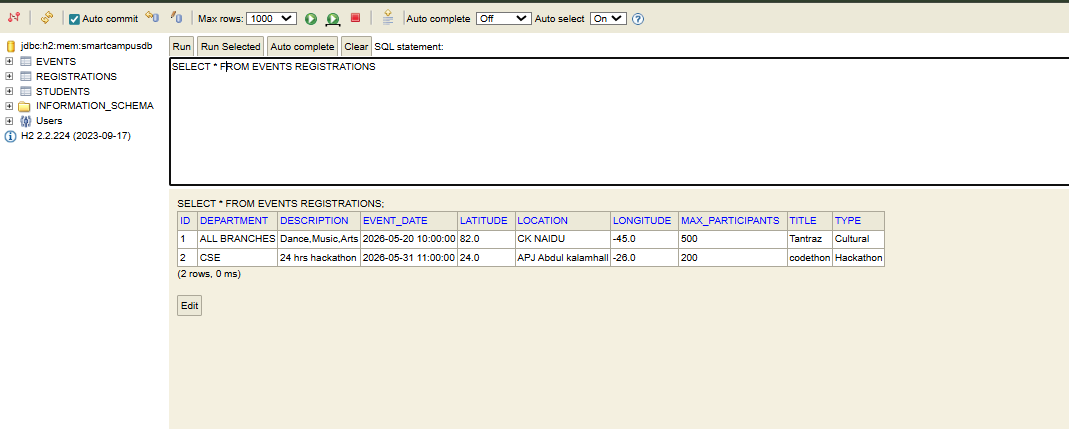 Auto commit Max rows: 1000 Auto complete Off Auto select On ?
jdbc:h2:mem:smartcampusdb
EVENTS
REGISTRATIONS
STUDENTS
INFORMATION_SCHEMA
Users
H2 2.2.224 (2023-09-17)
Run Run Selected Auto complete Clear SQL statement:
SELECT * FROM EVENTS REGISTRATIONS
SELECT * FROM EVENTS REGISTRATIONS;
ID DEPARTMENT DESCRIPTION EVENT_DATE LATITUDE LOCATION LONGITUDE MAX_PARTICIPANTS TITLE TYPE
1 ALL BRANCHES Dance,Music,Arts 2026-05-20 10:00:00 82.0 CK NAIDU -45.0 500 Tantraz Cultural
2 CSE 24 hrs hackathon 2026-05-31 11:00:00 24.0 APJ Abdul kalamhall -26.0 200 codethon Hackathon
(2 rows, 0 ms)
Edit